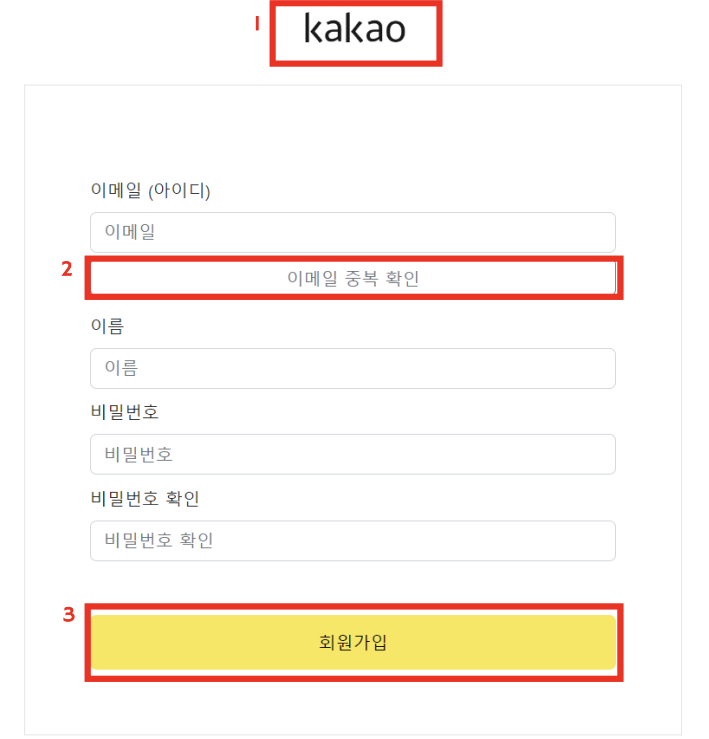 1 kakao
이메일 (아이디)
이메일
2 이메일 중복 확인
이름
이름
비밀번호
비밀번호
비밀번호 확인
비밀번호 확인
3 회원가입